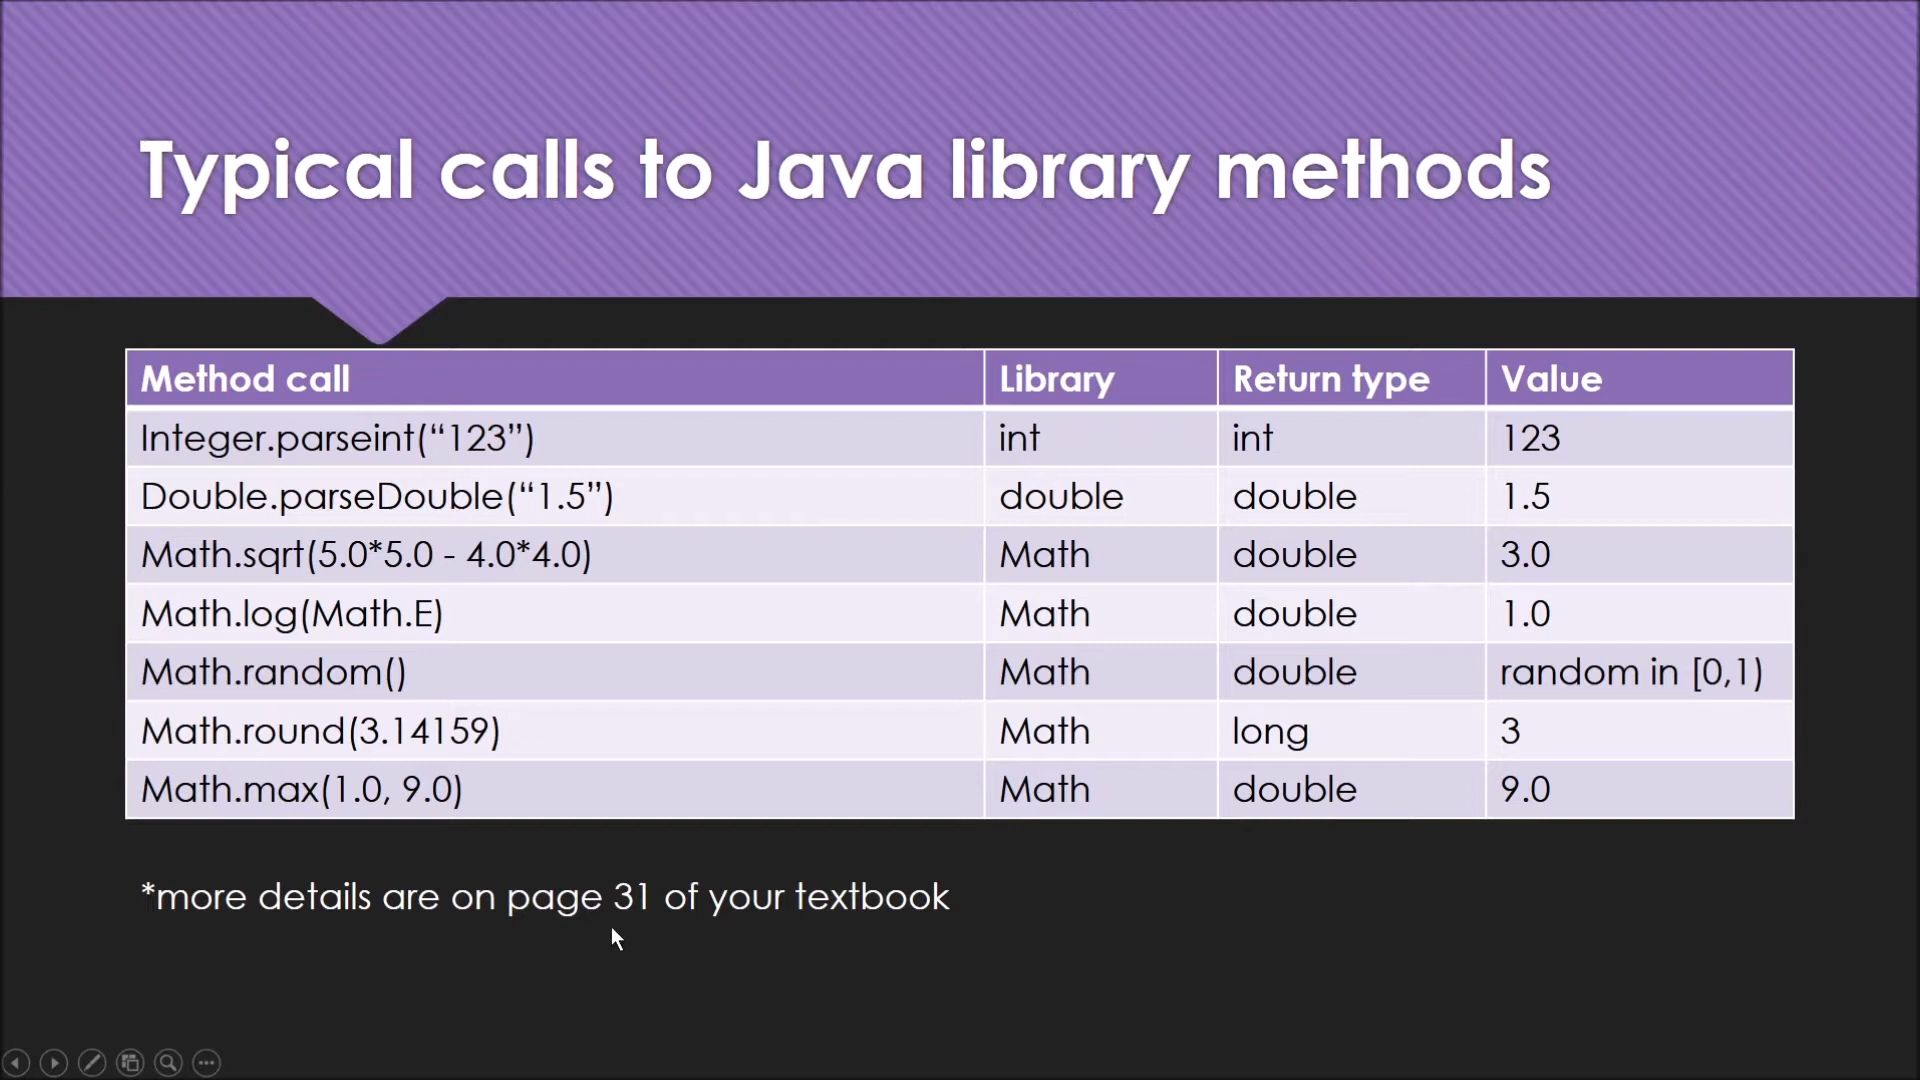 Typical calls to Java library methods
Method call Library Return type Value
Integer.parseint(“123”) int int 123
Double.parseDouble(“1.5”) double double 1.5
Math.sqrt(5.0*5.0 - 4.0*4.0) Math double 3.0
Math.log(Math.E) Math double 1.0
Math.random() Math double random in [0,1)
Math.round(3.14159) Math long 3
Math.max(1.0, 9.0) Math double 9.0
*more details are on page 31 of your textbook